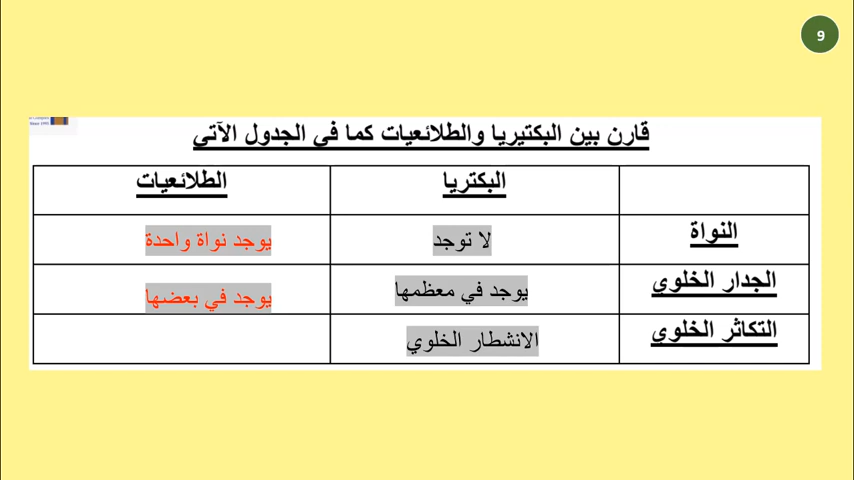 9
قارن بين البكتيريا والطلائعيات كما في الجدول الآتي
البكتريا	الطلائعيات
النواة	لا توجد	يوجد نواة واحدة
الجدار الخلوي	يوجد في معظمها	يوجد في بعضها
التكاثر الخلوي	الانشطار الخلوي